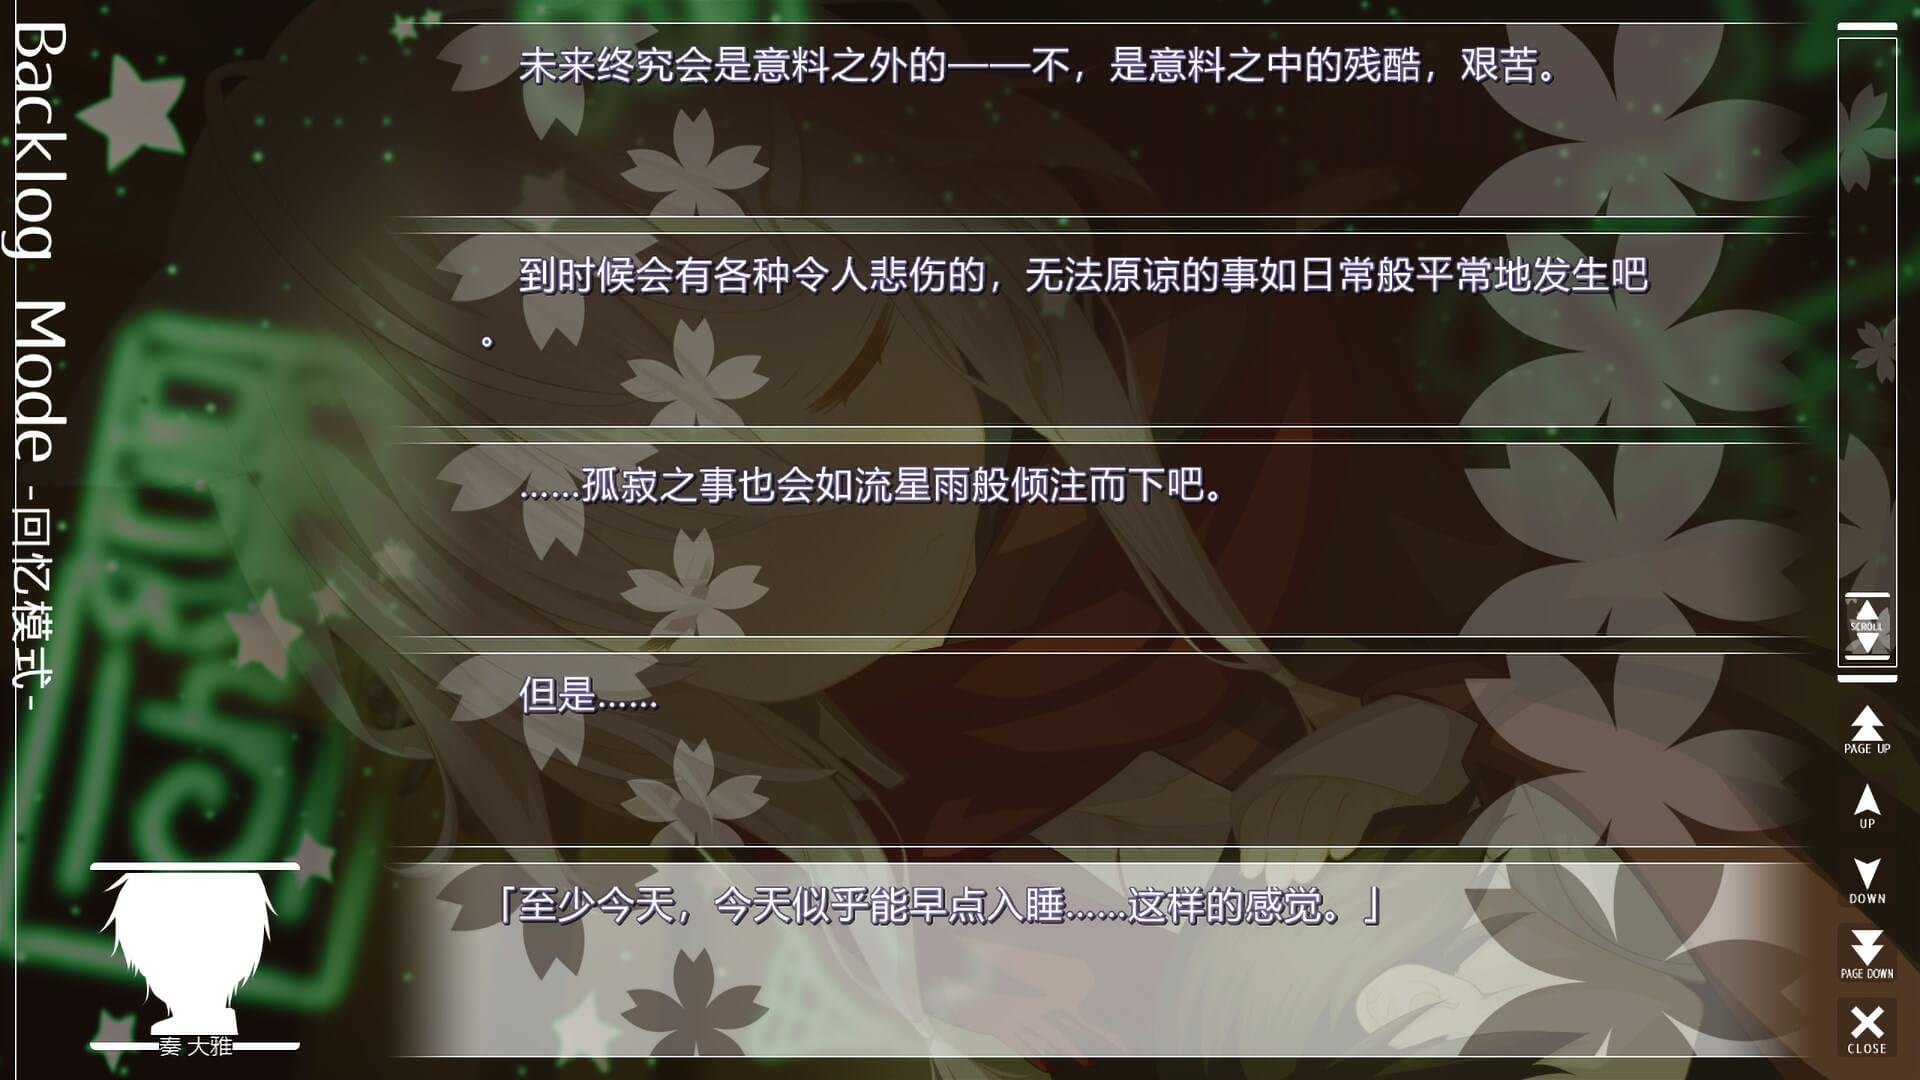 Backlog Mode -回忆模式-
未来终究会是意料之外的——不，是意料之中的残酷，艰苦。
到时候会有各种令人悲伤的，无法原谅的事如日常般平常地发生吧
。
……孤寂之事也会如流星雨般倾注而下吧。
但是……
「至少今天，今天似乎能早点入睡……这样的感觉。」
奏 大雅
SCROLL
PAGE UP
UP
DOWN
PAGE DOWN
CLOSE